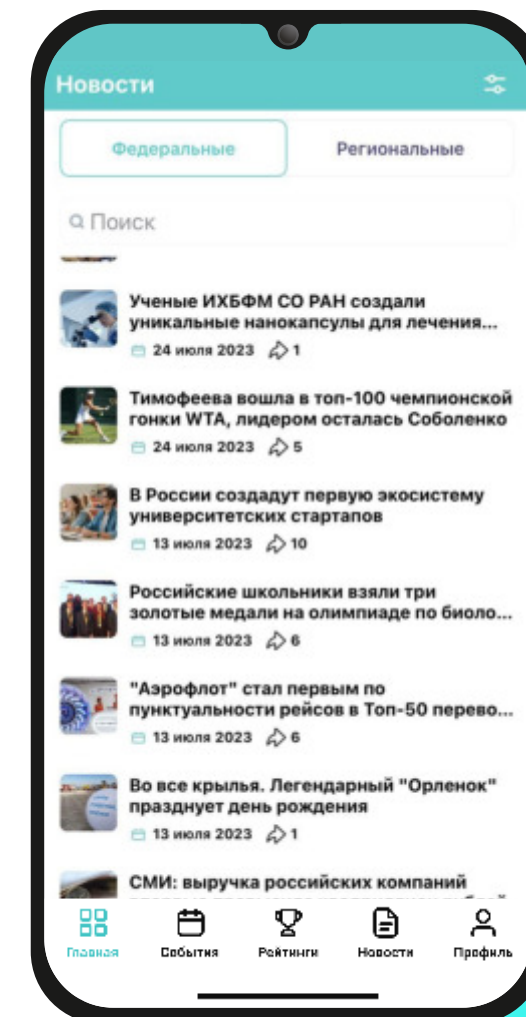 Новости
Федеральные
Региональные
Поиск
Ученые ИХБФМ СО РАН создали
уникальные нанокапсулы для лечения...
24 июля 2023 1
Тимофеева вошла в топ-100 чемпионской
гонки WTA, лидером осталась Соболенко
24 июля 2023 5
В России создадут первую экосистему
университетских стартапов
13 июля 2023 10
Российские школьники взяли три
золотые медали на олимпиаде по биоло...
13 июля 2023 6
"Аэрофлот" стал первым по
пунктуальности рейсов в Топ-50 перево...
13 июля 2023 6
Во все крылья. Легендарный "Орленок"
празднует день рождения
13 июля 2023 1
СМИ: выручка российских компаний
Главная
События
Рейтинги
Новости
Профиль